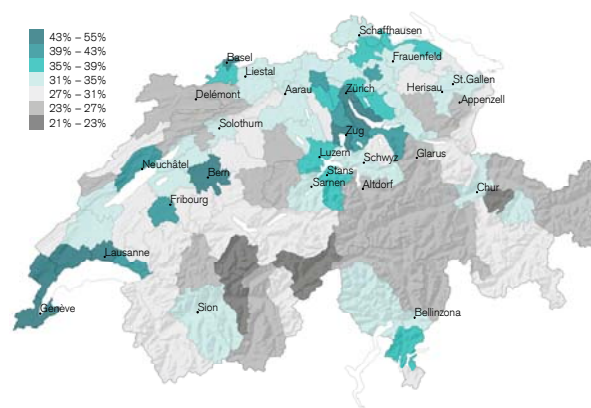 43% – 55%
39% – 43%
35% – 39%
31% – 35%
27% – 31%
23% – 27%
21% – 23%
Schaffhausen
Basel
Frauenfeld
Liestal
St.Gallen
Delémont
Aarau
Zürich
Herisau
Appenzell
Solothurn
Zug
Luzern
Neuchâtel
Schwyz
Glarus
Bern
Stans
Sarnen
Altdorf
Chur
Fribourg
Lausanne
Genève
Sion
Bellinzona